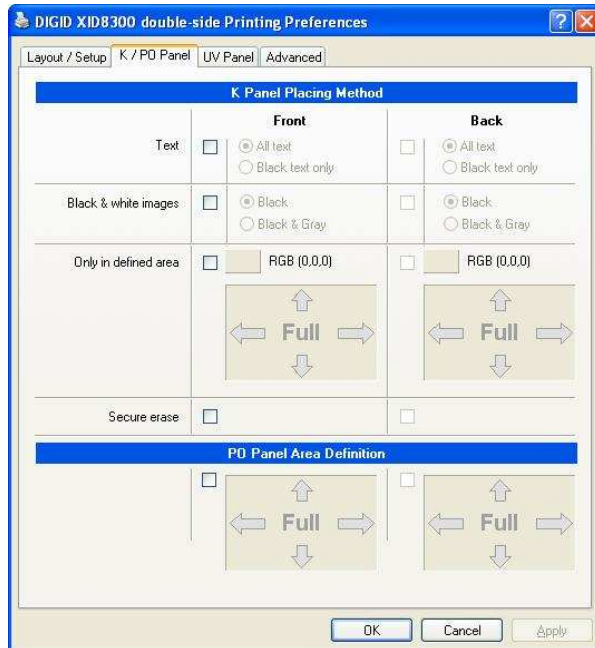 DIGID XID8300 double-side Printing Preferences
Layout / Setup K / PO Panel UV Panel Advanced
K Panel Placing Method
Front Back
Text All text All text
Black text only Black text only
Black & white images Black Black
Black & Gray Black & Gray
Only in defined area RGB (0,0,0) RGB (0,0,0)
Full Full
Secure erase
PO Panel Area Definition
Full Full
OK Cancel Apply